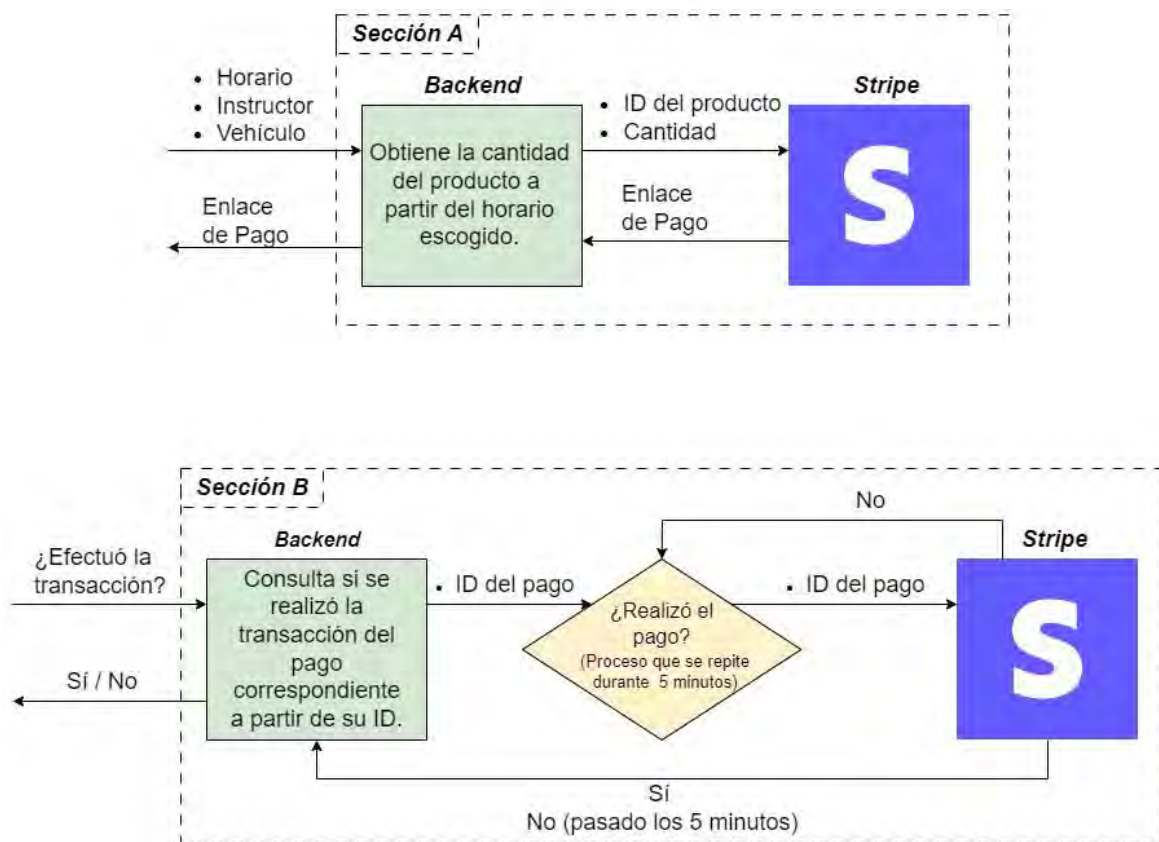 Sección A
• Horario
• Instructor
• Vehículo
Backend
• ID del producto
• Cantidad
Stripe
Obtiene la cantidad
del producto a
partir del horario
escogido.
S
Enlace
de Pago
Enlace
de Pago
Sección B
No
¿Efectuó la
transacción?
Backend
Consulta si se
realizó la
transacción del
pago
correspondiente
a partir de su ID.
• ID del pago
¿Realizó el
pago?
(Proceso que se repite
durante 5 minutos)
• ID del pago
Stripe
S
Sí / No
Sí
No (pasado los 5 minutos)